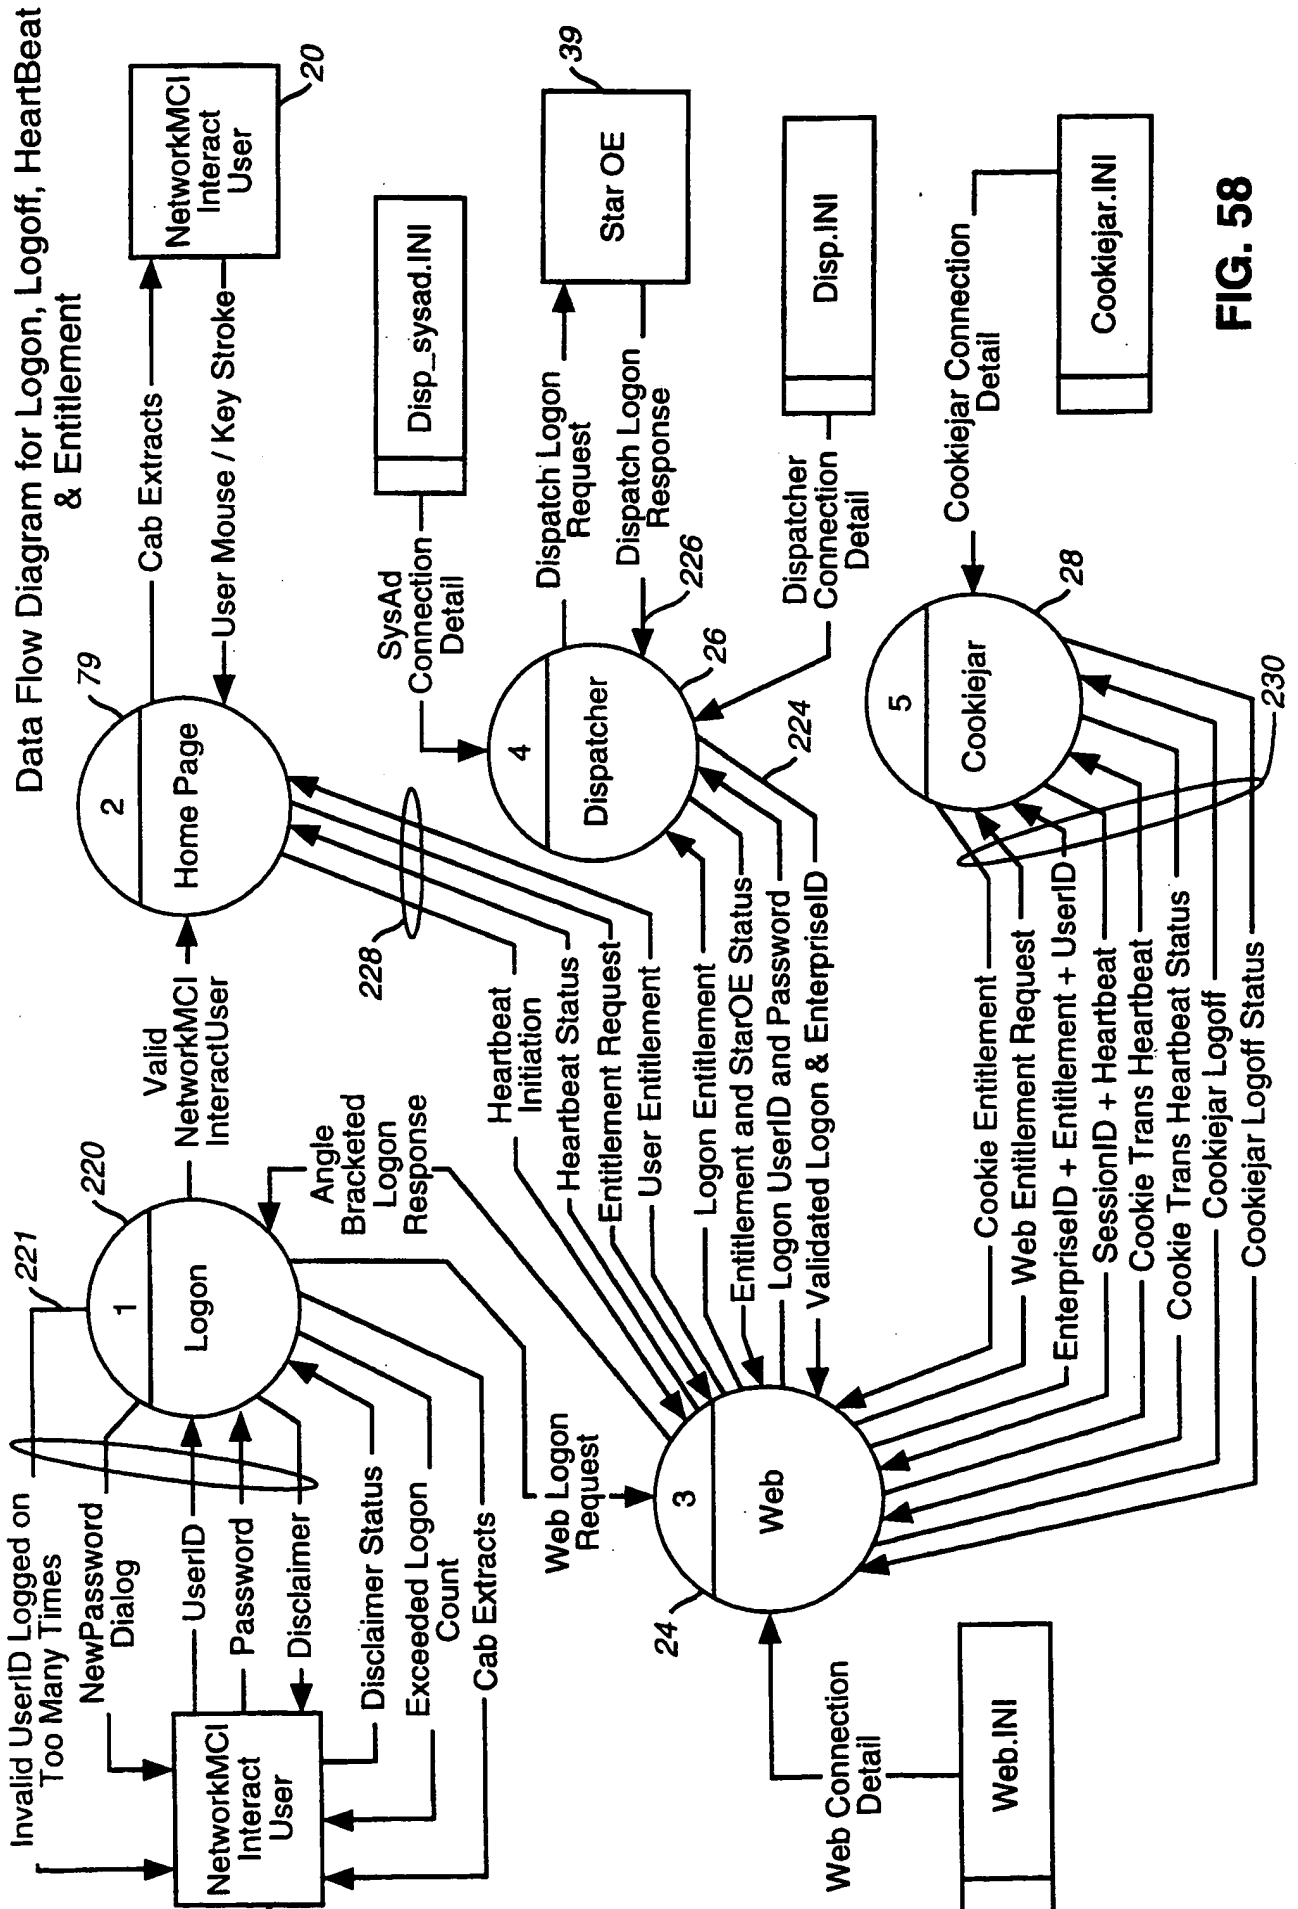 Data Flow Diagram for Logon, Logoff, HeartBeat
& Entitlement
Invalid UserID Logged on
Too Many Times
221
NewPassword
Dialog
UserID
Password
Disclaimer
Disclaimer Status
Exceeded Logon
Count
Cab Extracts
NetworkMCI
Interact
User
220
1
Logon
Valid
NetworkMCI
InteractUser
79
2
Home Page
Cab Extracts
User Mouse / Key Stroke
NetworkMCI
Interact
User
20
Angle
Bracketed
Logon
Response
Web Logon
Request
228
Heartbeat
Initiation
Heartbeat Status
Entitlement Request
User Entitlement
SysAd
Connection
Detail
Disp_sysad.INI
4
Dispatcher
26
Dispatch Logon
Request
Dispatch Logon
Response
226
Star OE
39
Logon Entitlement
Entitlement and StarOE Status
Logon UserID and Password
Validated Logon & EnterpriseID
224
Dispatcher
Connection
Detail
Disp.INI
3
Web
24
Web Connection
Detail
Web.INI
5
Cookiejar
28
Cookiejar Connection
Detail
Cookiejar.INI
Cookie Entitlement
Web Entitlement Request
EnterpriseID + Entitlement + UserID
SessionID + Heartbeat
Cookie Trans Heartbeat
Cookie Trans Heartbeat Status
Cookiejar Logoff
Cookiejar Logoff Status
230
FIG. 58